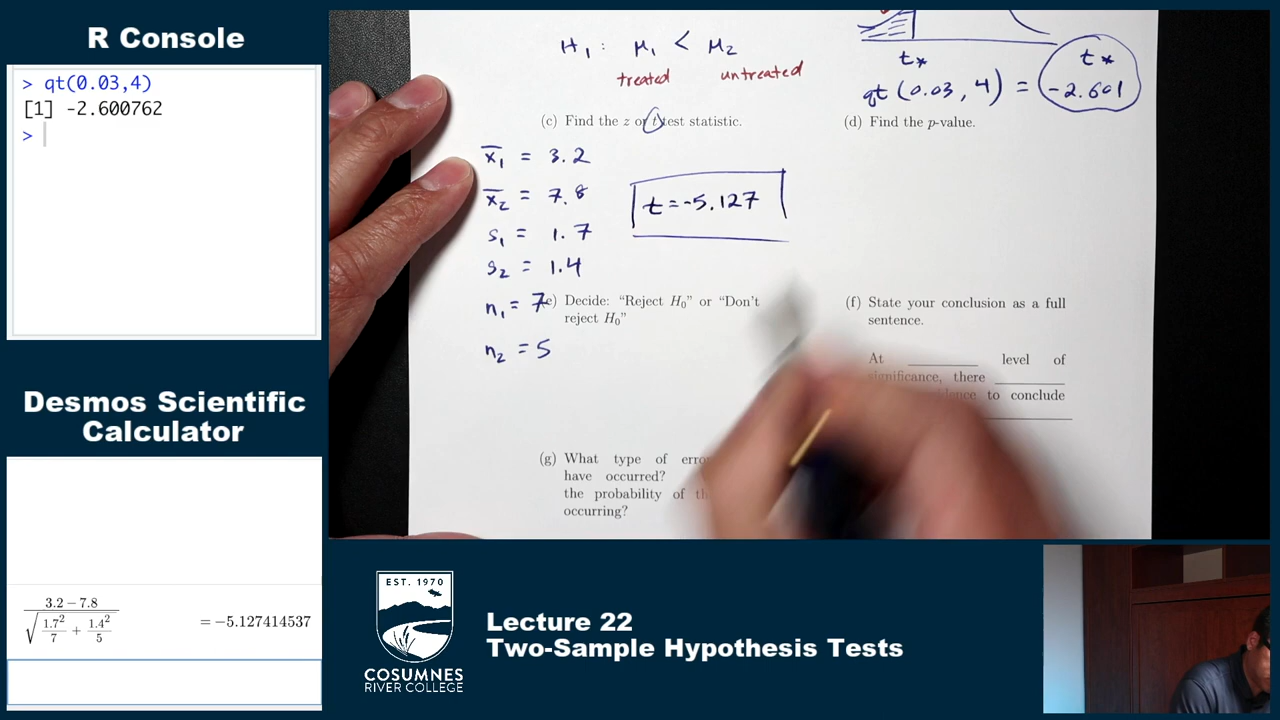 R Console
> qt(0.03,4)
[1] -2.600762
>
H₁ : μ₁ < μ₂
treated untreated
t* t*
qt (0.03, 4) = -2.601
(c) Find the z or t test statistic.
x̄₁ = 3.2
x̄₂ = 7.8
s₁ = 1.7
s₂ = 1.4
n₁ = 7
n₂ = 5
t = -5.127
(d) Find the p-value.
(e) Decide: “Reject H₀” or “Don’t
reject H₀”
(f) State your conclusion as a full
sentence.
At ________ level of
significance, there ________
to conclude
(g) What type of
have occurred?
the probability of
occurring?
Desmos Scientific
Calculator
3.2 − 7.8
√ 1.7²/7 + 1.4²/5
= −5.127414537
EST. 1970
COSUMNES
RIVER COLLEGE
Lecture 22
Two-Sample Hypothesis Tests